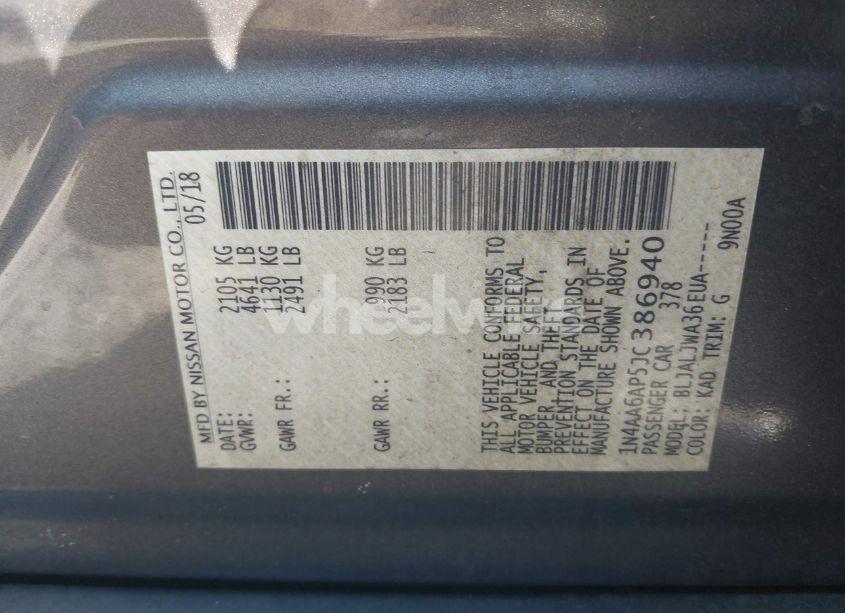 MFD BY NISSAN MOTOR CO., LTD.
DATE: 05/18
GVWR: 2105 KG
4641 LB
GAWR FR.: 1130 KG
2491 LB
GAWR RR.: 990 KG
2183 LB
THIS VEHICLE CONFORMS TO
ALL APPLICABLE FEDERAL
MOTOR VEHICLE SAFETY,
BUMPER, AND THEFT
PREVENTION STANDARDS IN
EFFECT ON THE DATE OF
MANUFACTURE SHOWN ABOVE.
1N4AA6AP5JC386940
PASSENGER CAR 378
MODEL: BLJALJWA36EUA-----
COLOR: KAD TRIM: G 9N00A